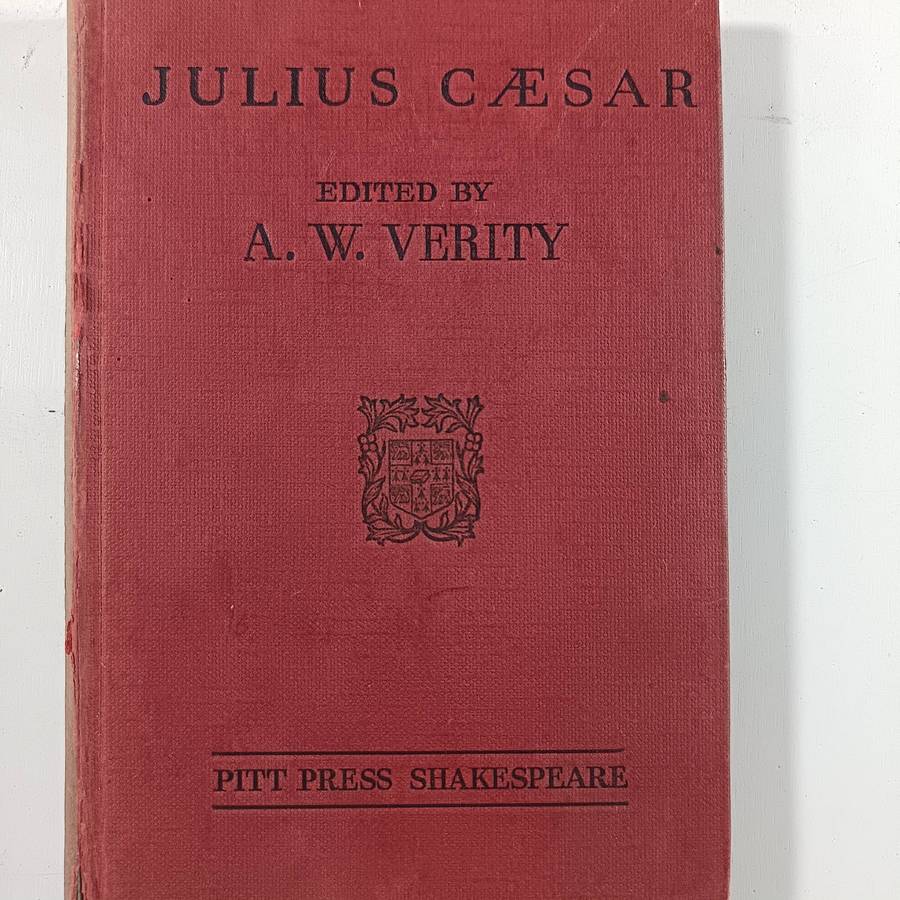 JULIUS CÆSAR
EDITED BY
A. W. VERITY
PITT PRESS SHAKESPEARE